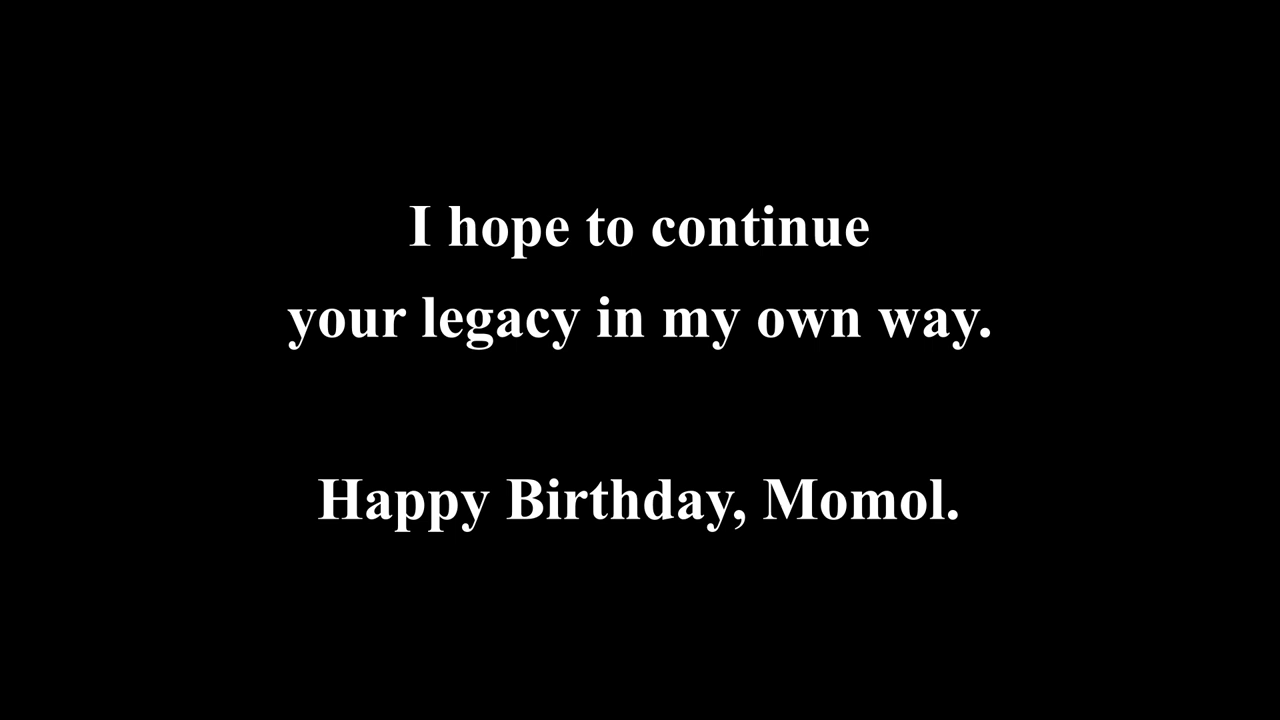 I hope to continue
your legacy in my own way.
Happy Birthday, Momol.